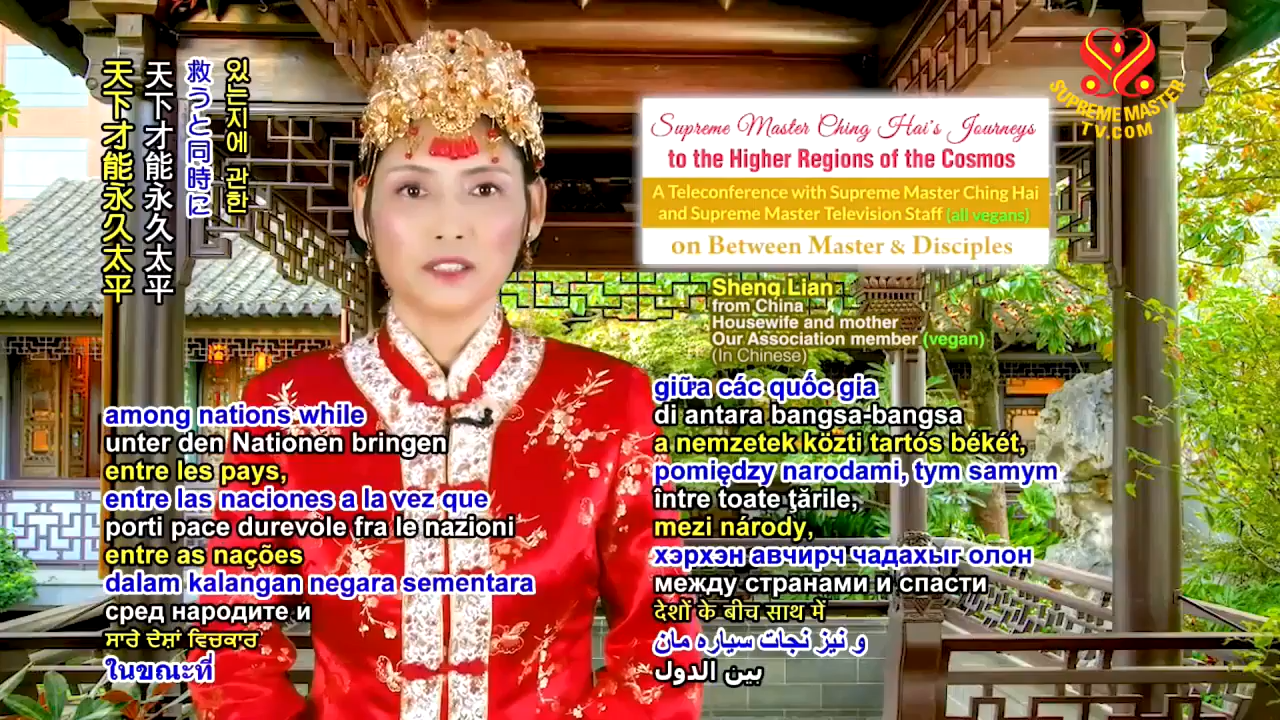 天下才能永久太平
天下才能永久太平
救うと同時に
있는지에 관한
SUPREME MASTER
TV.COM
Supreme Master Ching Hai's Journeys
to the Higher Regions of the Cosmos
A Teleconference with Supreme Master Ching Hai
and Supreme Master Television Staff (all vegans)
on Between Master & Disciples
Sheng Lian
from China
Housewife and mother
Our Association member (vegan)
(In Chinese)
among nations while
unter den Nationen bringen
entre les pays,
entre las naciones a la vez que
porti pace durevole fra le nazioni
entre as nações
dalam kalangan negara sementara
сред народите и
ਸਾਰੇ ਦੇਸ਼ਾਂ ਵਿਚਕਾਰ
ในขณะที่
giữa các quốc gia
di antara bangsa-bangsa
a nemzetek közti tartós békét,
pomiędzy narodami, tym samym
între toate ţările,
mezi národy,
хэрхэн авчирч чадахыг олон
между странами и спасти
देशों के बीच साथ में
و نیز نجات سیاره مان
بين الدول